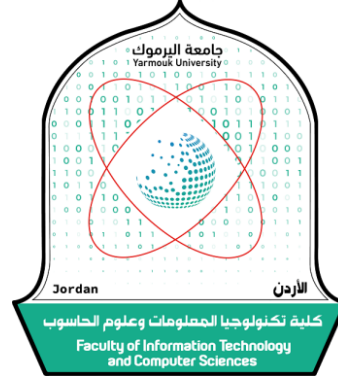 جامعة اليرموك
Yarmouk University
Jordan
الأردن
كلية تكنولوجيا المعلومات وعلوم الحاسوب
Faculty of Information Technology
and Computer Sciences